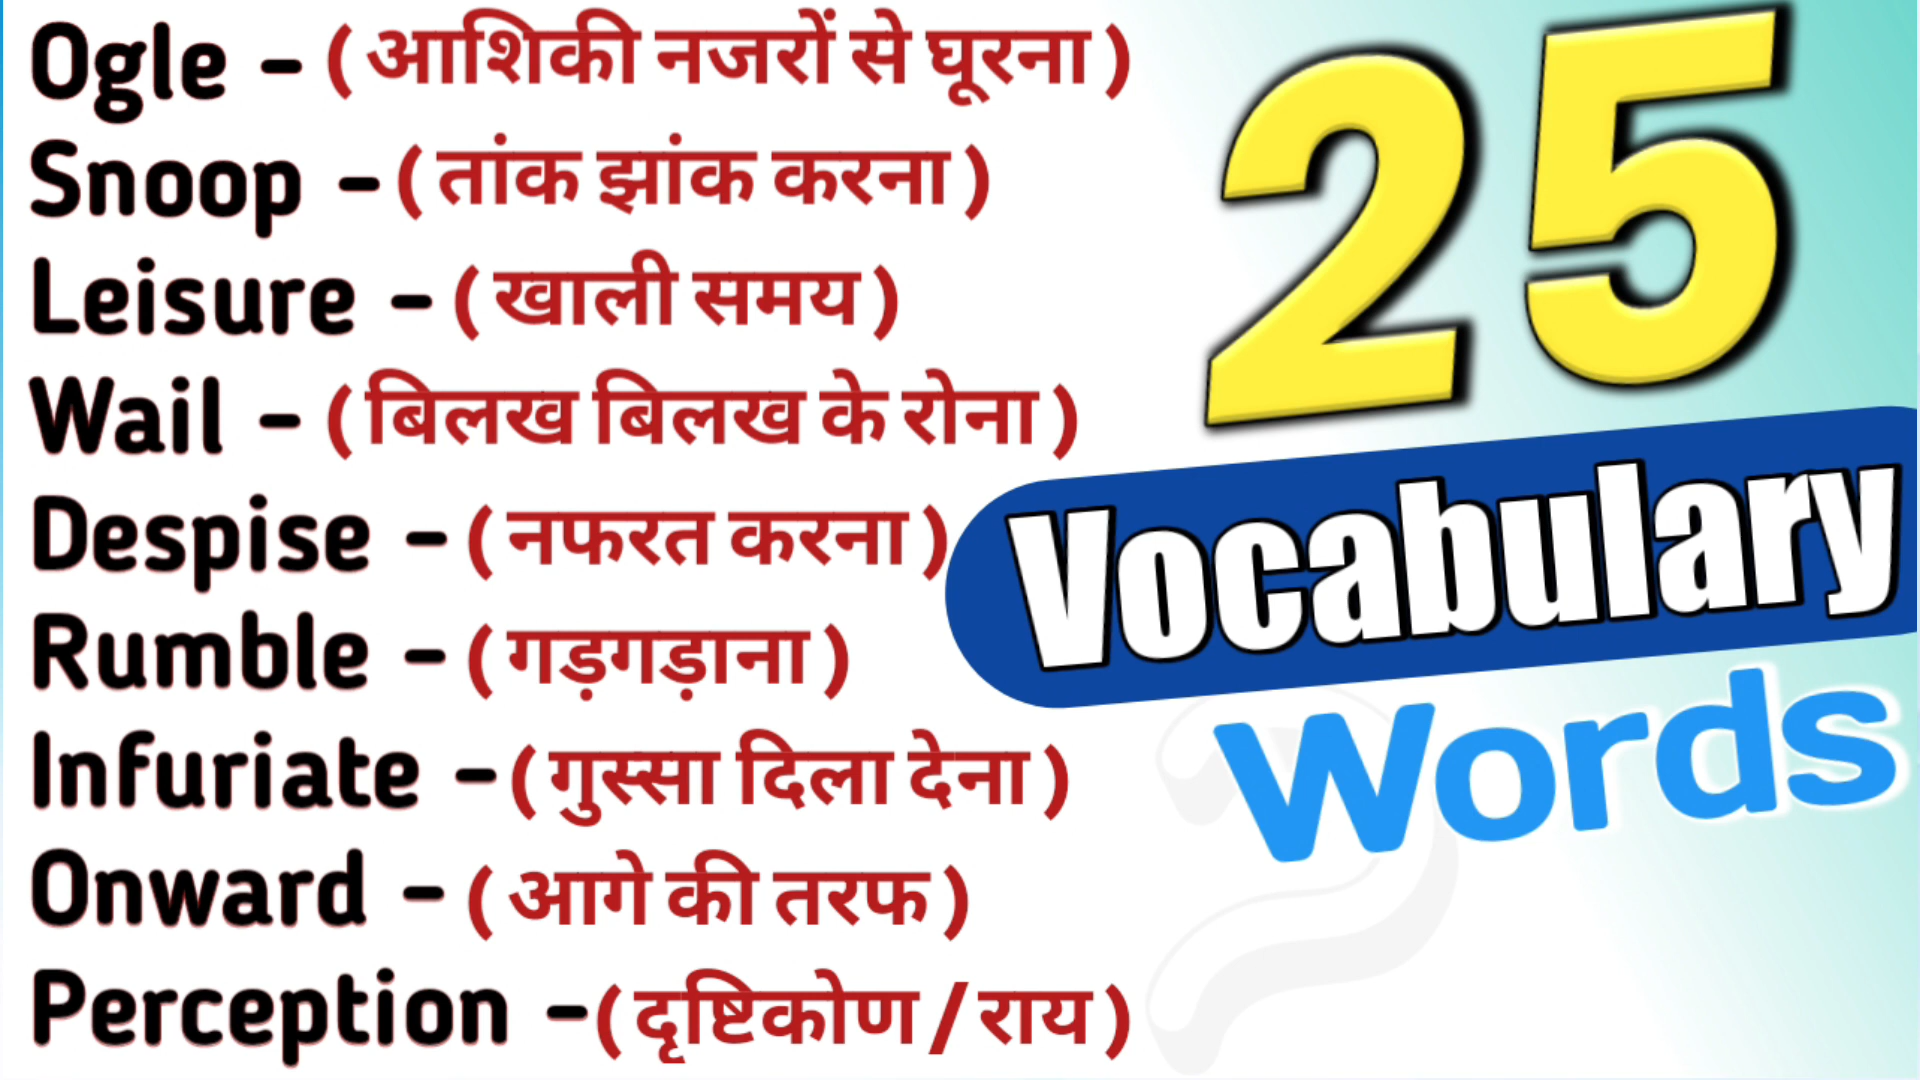 Ogle - ( आशिकी नजरों से घूरना )
Snoop - ( तांक झांक करना )
Leisure - ( खाली समय )
Wail - ( बिलख बिलख के रोना )
Despise - ( नफरत करना )
Rumble - ( गड़गड़ाना )
Infuriate - ( गुस्सा दिला देना )
Onward - ( आगे की तरफ )
Perception - ( दृष्टिकोण / राय )
25
Vocabulary
Words